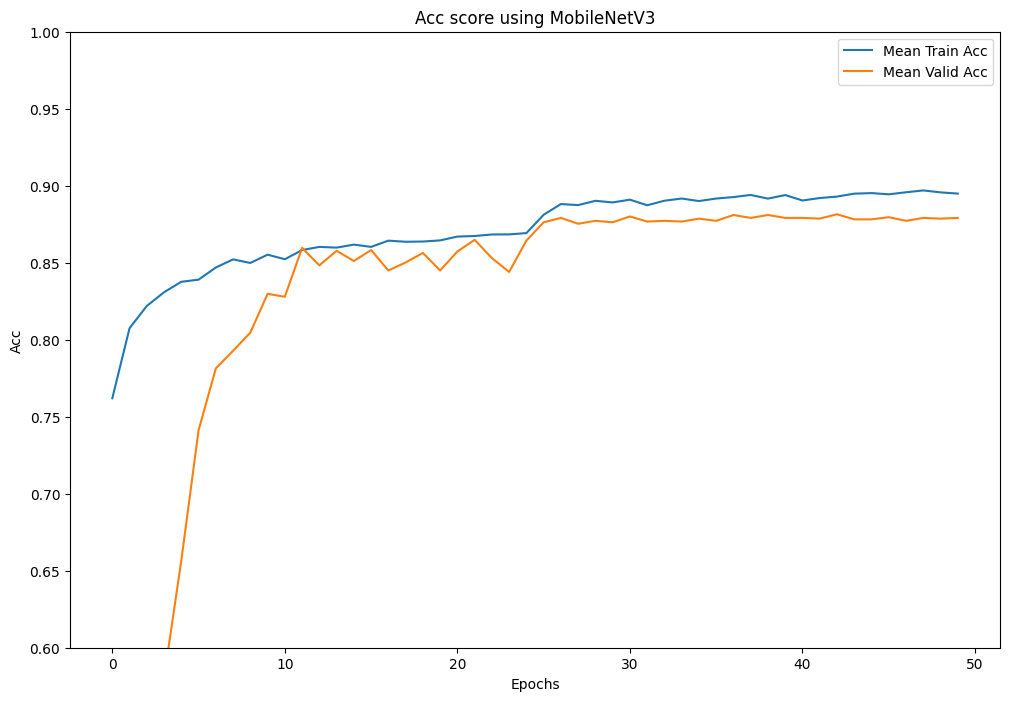 Acc score using MobileNetV3
Mean Train Acc
Mean Valid Acc
1.00
0.95
0.90
0.85
0.80
0.75
0.70
0.65
0.60
Acc
0 10 20 30 40 50
Epochs